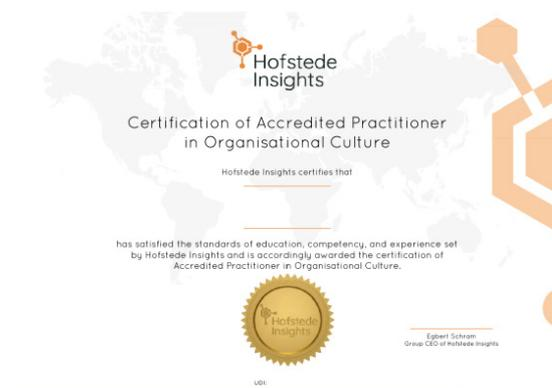 Hofstede
Insights
Certification of Accredited Practitioner
in Organisational Culture
Hofstede Insights certifies that
has satisfied the standards of education, competency, and experience set
by Hofstede Insights and is accordingly awarded the certification of
Accredited Practitioner in Organisational Culture.
Hofstede
Insights
Egbert Schram
Group CEO of Hofstede Insights
UDI: